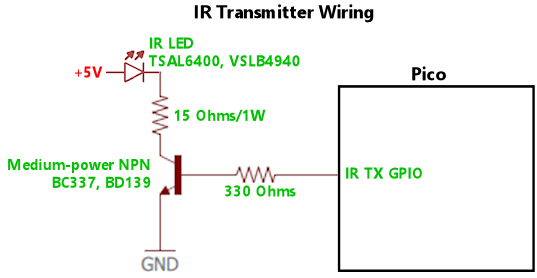 IR Transmitter Wiring
IR LED
TSAL6400, VSLB4940
+5V
Pico
15 Ohms/1W
Medium-power NPN
BC337, BD139
IR TX GPIO
330 Ohms
GND